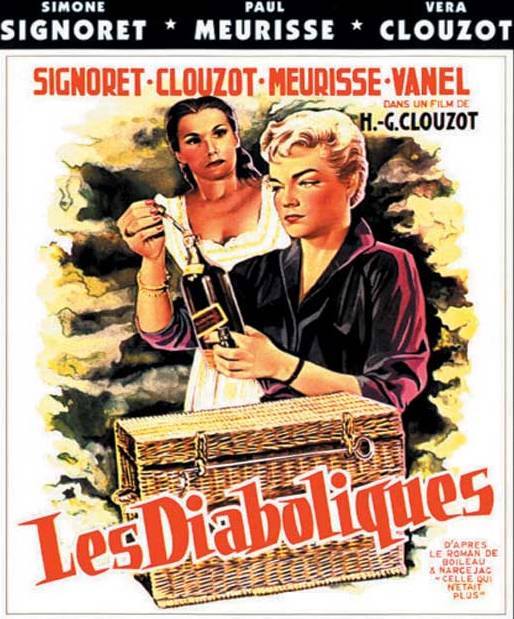 SIMONE PAUL VERA
SIGNORET ★ MEURISSE ★ CLOUZOT
SIGNORET·CLOUZOT·MEURISSE·VANEL
DANS UN FILM DE
H.-G.CLOUZOT
Les Diaboliques
D'APRES
LE ROMAN DE
BOILEAU
& NARCEJAC
"CELLE QUI
N'ETAIT
PLUS"